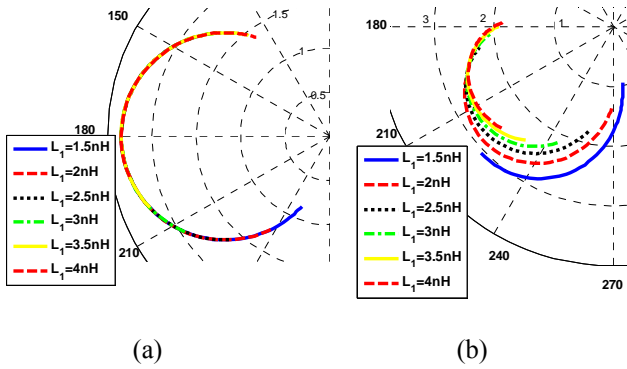 150
1.5
1
0.5
180
210
L1=1.5nH
L1=2nH
L1=2.5nH
L1=3nH
L1=3.5nH
L1=4nH
(a)
180
3
2
1
210
240
270
L1=1.5nH
L1=2nH
L1=2.5nH
L1=3nH
L1=3.5nH
L1=4nH
(b)